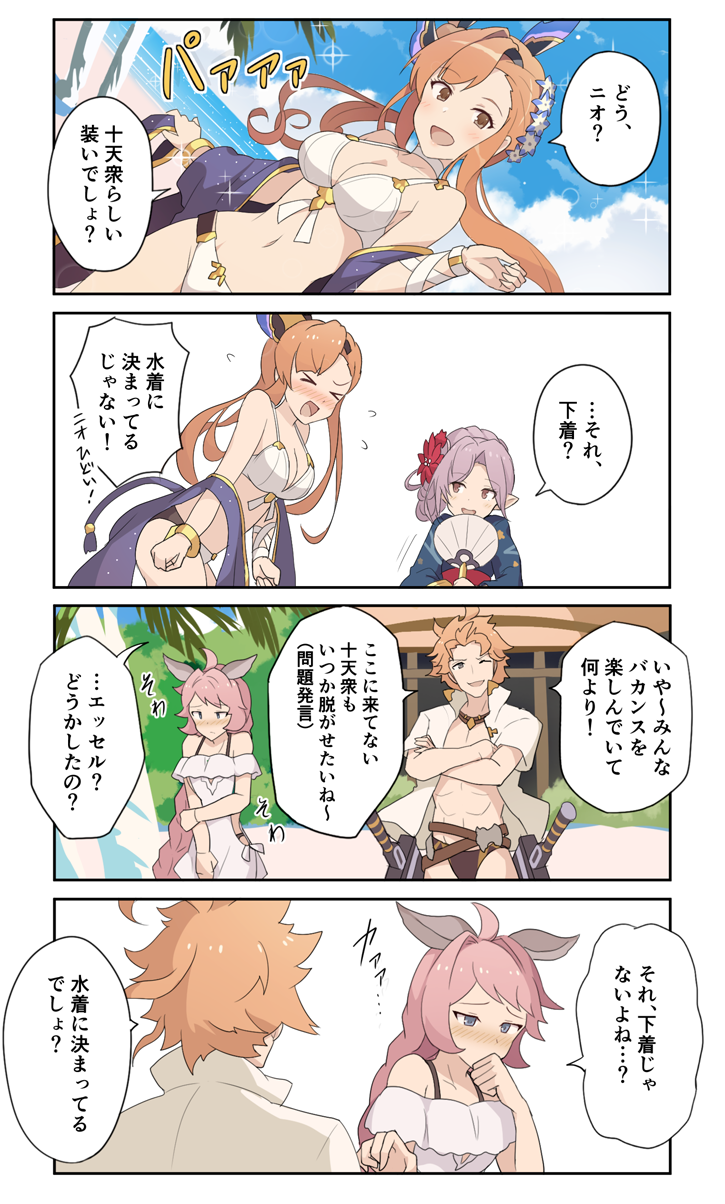 どう、
ニオ？
パァァァ
十天衆らしい
装いでしょ？
…それ、
下着？
水着に
決まってる
じゃない！
ニオひどい！
いや～みんな
バカンスを
楽しんでいて
何より！
ここに来てない
十天衆も
いつか脱がせたいね～
（問題発言）
そわ
そわ
…エッセル？
どうかしたの？
それ、下着じゃ
ないよね…？
カァァ…
水着に決まってる
でしょ？